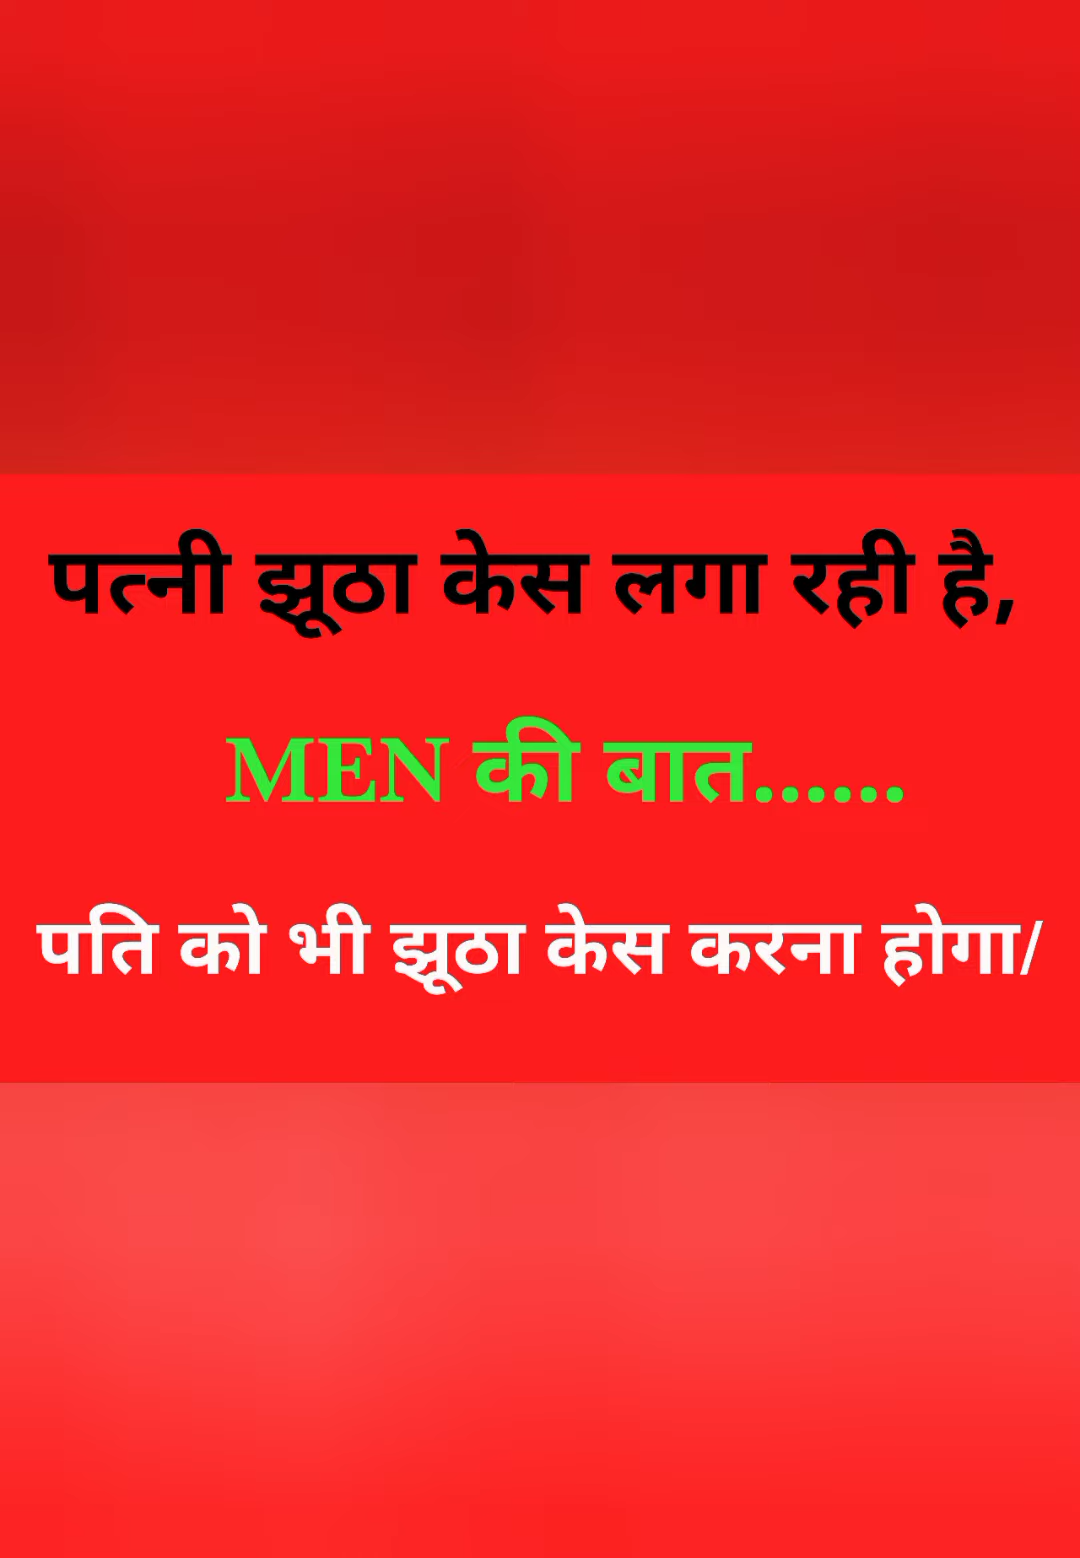 पत्नी झूठा केस लगा रही है,
MEN की बात......
पति को भी झूठा केस करना होगा/